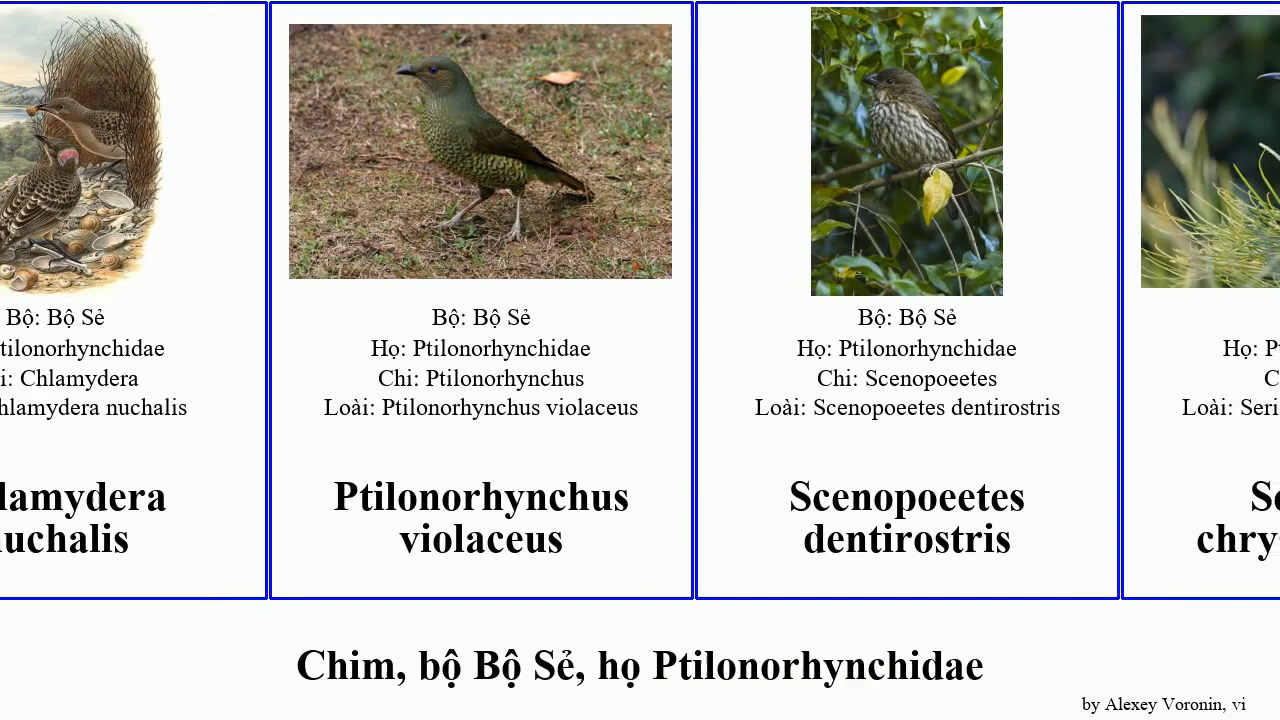 Bộ: Bộ Sẻ
tilonorhynchidae
i: Chlamydera
hlamydera nuchalis
lamydera
uchalis
Bộ: Bộ Sẻ
Họ: Ptilonorhynchidae
Chi: Ptilonorhynchus
Loài: Ptilonorhynchus violaceus
Ptilonorhynchus
violaceus
Bộ: Bộ Sẻ
Họ: Ptilonorhynchidae
Chi: Scenopoeetes
Loài: Scenopoeetes dentirostris
Scenopoeetes
dentirostris
Họ: Pt
C
Loài: Seri
Se
chry
Chim, bộ Bộ Sẻ, họ Ptilonorhynchidae
by Alexey Voronin, vi